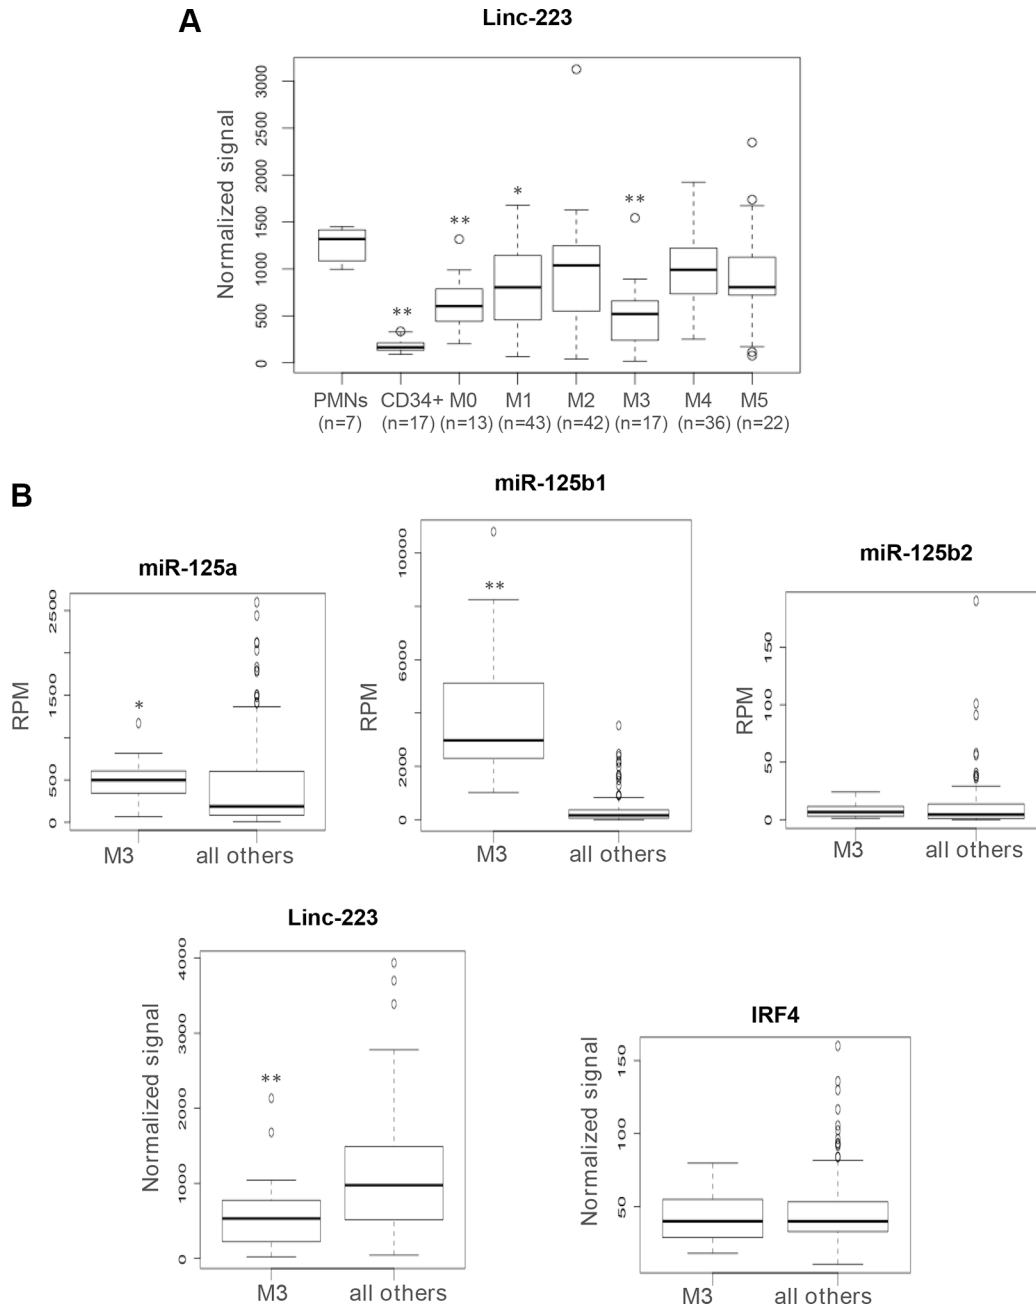 A
Linc-223
Normalized signal
3000
2500
2000
1500
1000
500
0
**
**
*
**
PMNs CD34+ M0 M1 M2 M3 M4 M5
(n=7) (n=17) (n=13) (n=43) (n=42) (n=17) (n=36) (n=22)
B
miR-125a
RPM
2500
1500
500
0
*
M3 all others
miR-125b1
RPM
10000
6000
2000
0
**
M3 all others
miR-125b2
RPM
150
100
50
0
M3 all others
Linc-223
Normalized signal
4000
3000
2000
1000
0
**
M3 all others
IRF4
Normalized signal
150
100
50
M3 all others